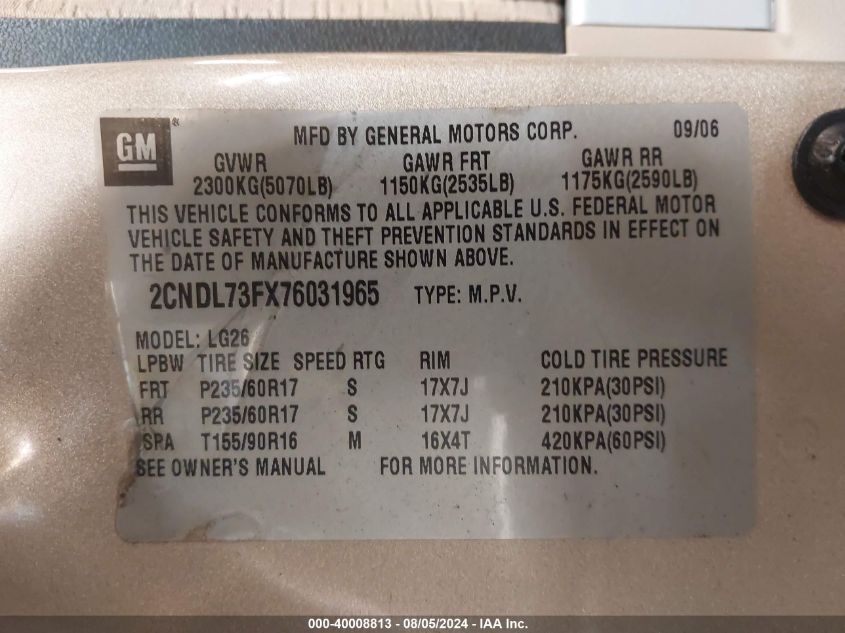 GM ®
MFD BY GENERAL MOTORS CORP. 09/06
GVWR GAWR FRT GAWR RR
2300KG(5070LB) 1150KG(2535LB) 1175KG(2590LB)
THIS VEHICLE CONFORMS TO ALL APPLICABLE U.S. FEDERAL MOTOR
VEHICLE SAFETY AND THEFT PREVENTION STANDARDS IN EFFECT ON
THE DATE OF MANUFACTURE SHOWN ABOVE.
2CNDL73FX76031965 TYPE: M.P.V.
MODEL: LG26
LPBW TIRE SIZE SPEED RTG RIM COLD TIRE PRESSURE
FRT P235/60R17 S 17X7J 210KPA(30PSI)
RR P235/60R17 S 17X7J 210KPA(30PSI)
SPA T155/90R16 M 16X4T 420KPA(60PSI)
SEE OWNER'S MANUAL FOR MORE INFORMATION.
000-40008813 - 08/05/2024 - IAA Inc.